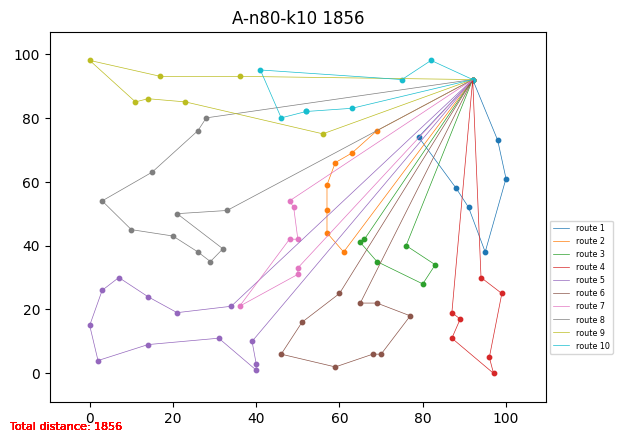 A-n80-k10 1856
100
80
60
40
20
0
0
20
40
60
80
100
route 1
route 2
route 3
route 4
route 5
route 6
route 7
route 8
route 9
route 10
Total distance: 1856